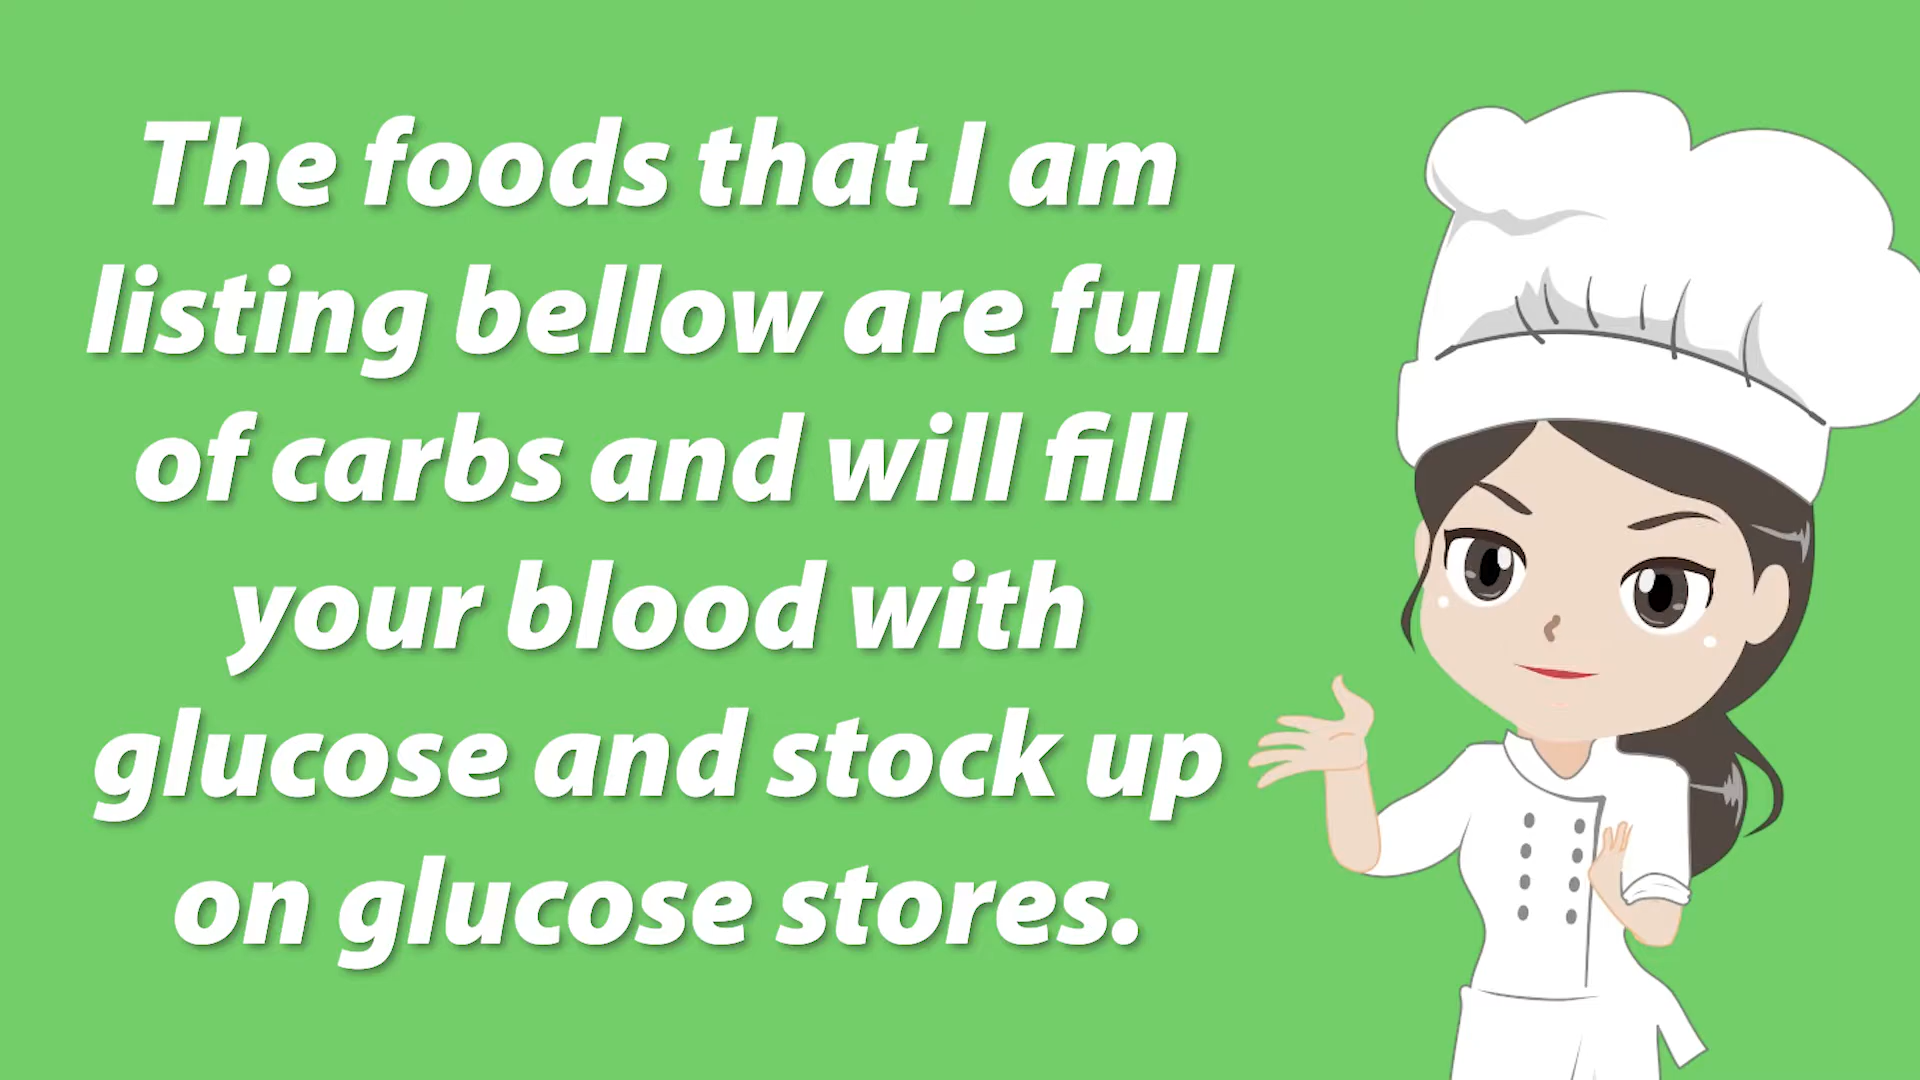 The foods that I am
listing bellow are full
of carbs and will fill
your blood with
glucose and stock up
on glucose stores.